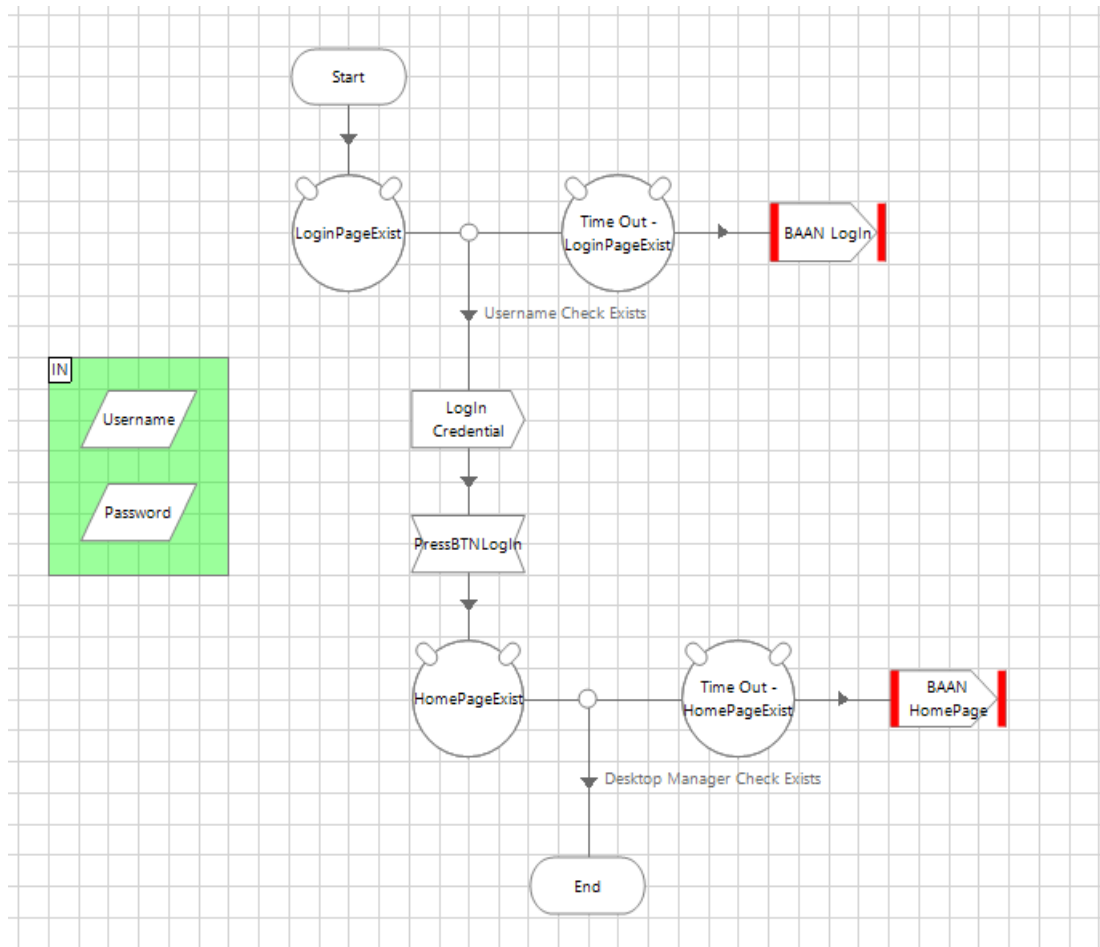 Start
LoginPageExist
Time Out -
LoginPageExist
BAAN LogIn
Username Check Exists
IN
Username
Password
LogIn
Credential
PressBTNLogIn
HomePageExist
Time Out -
HomePageExist
BAAN
HomePage
Desktop Manager Check Exists
End